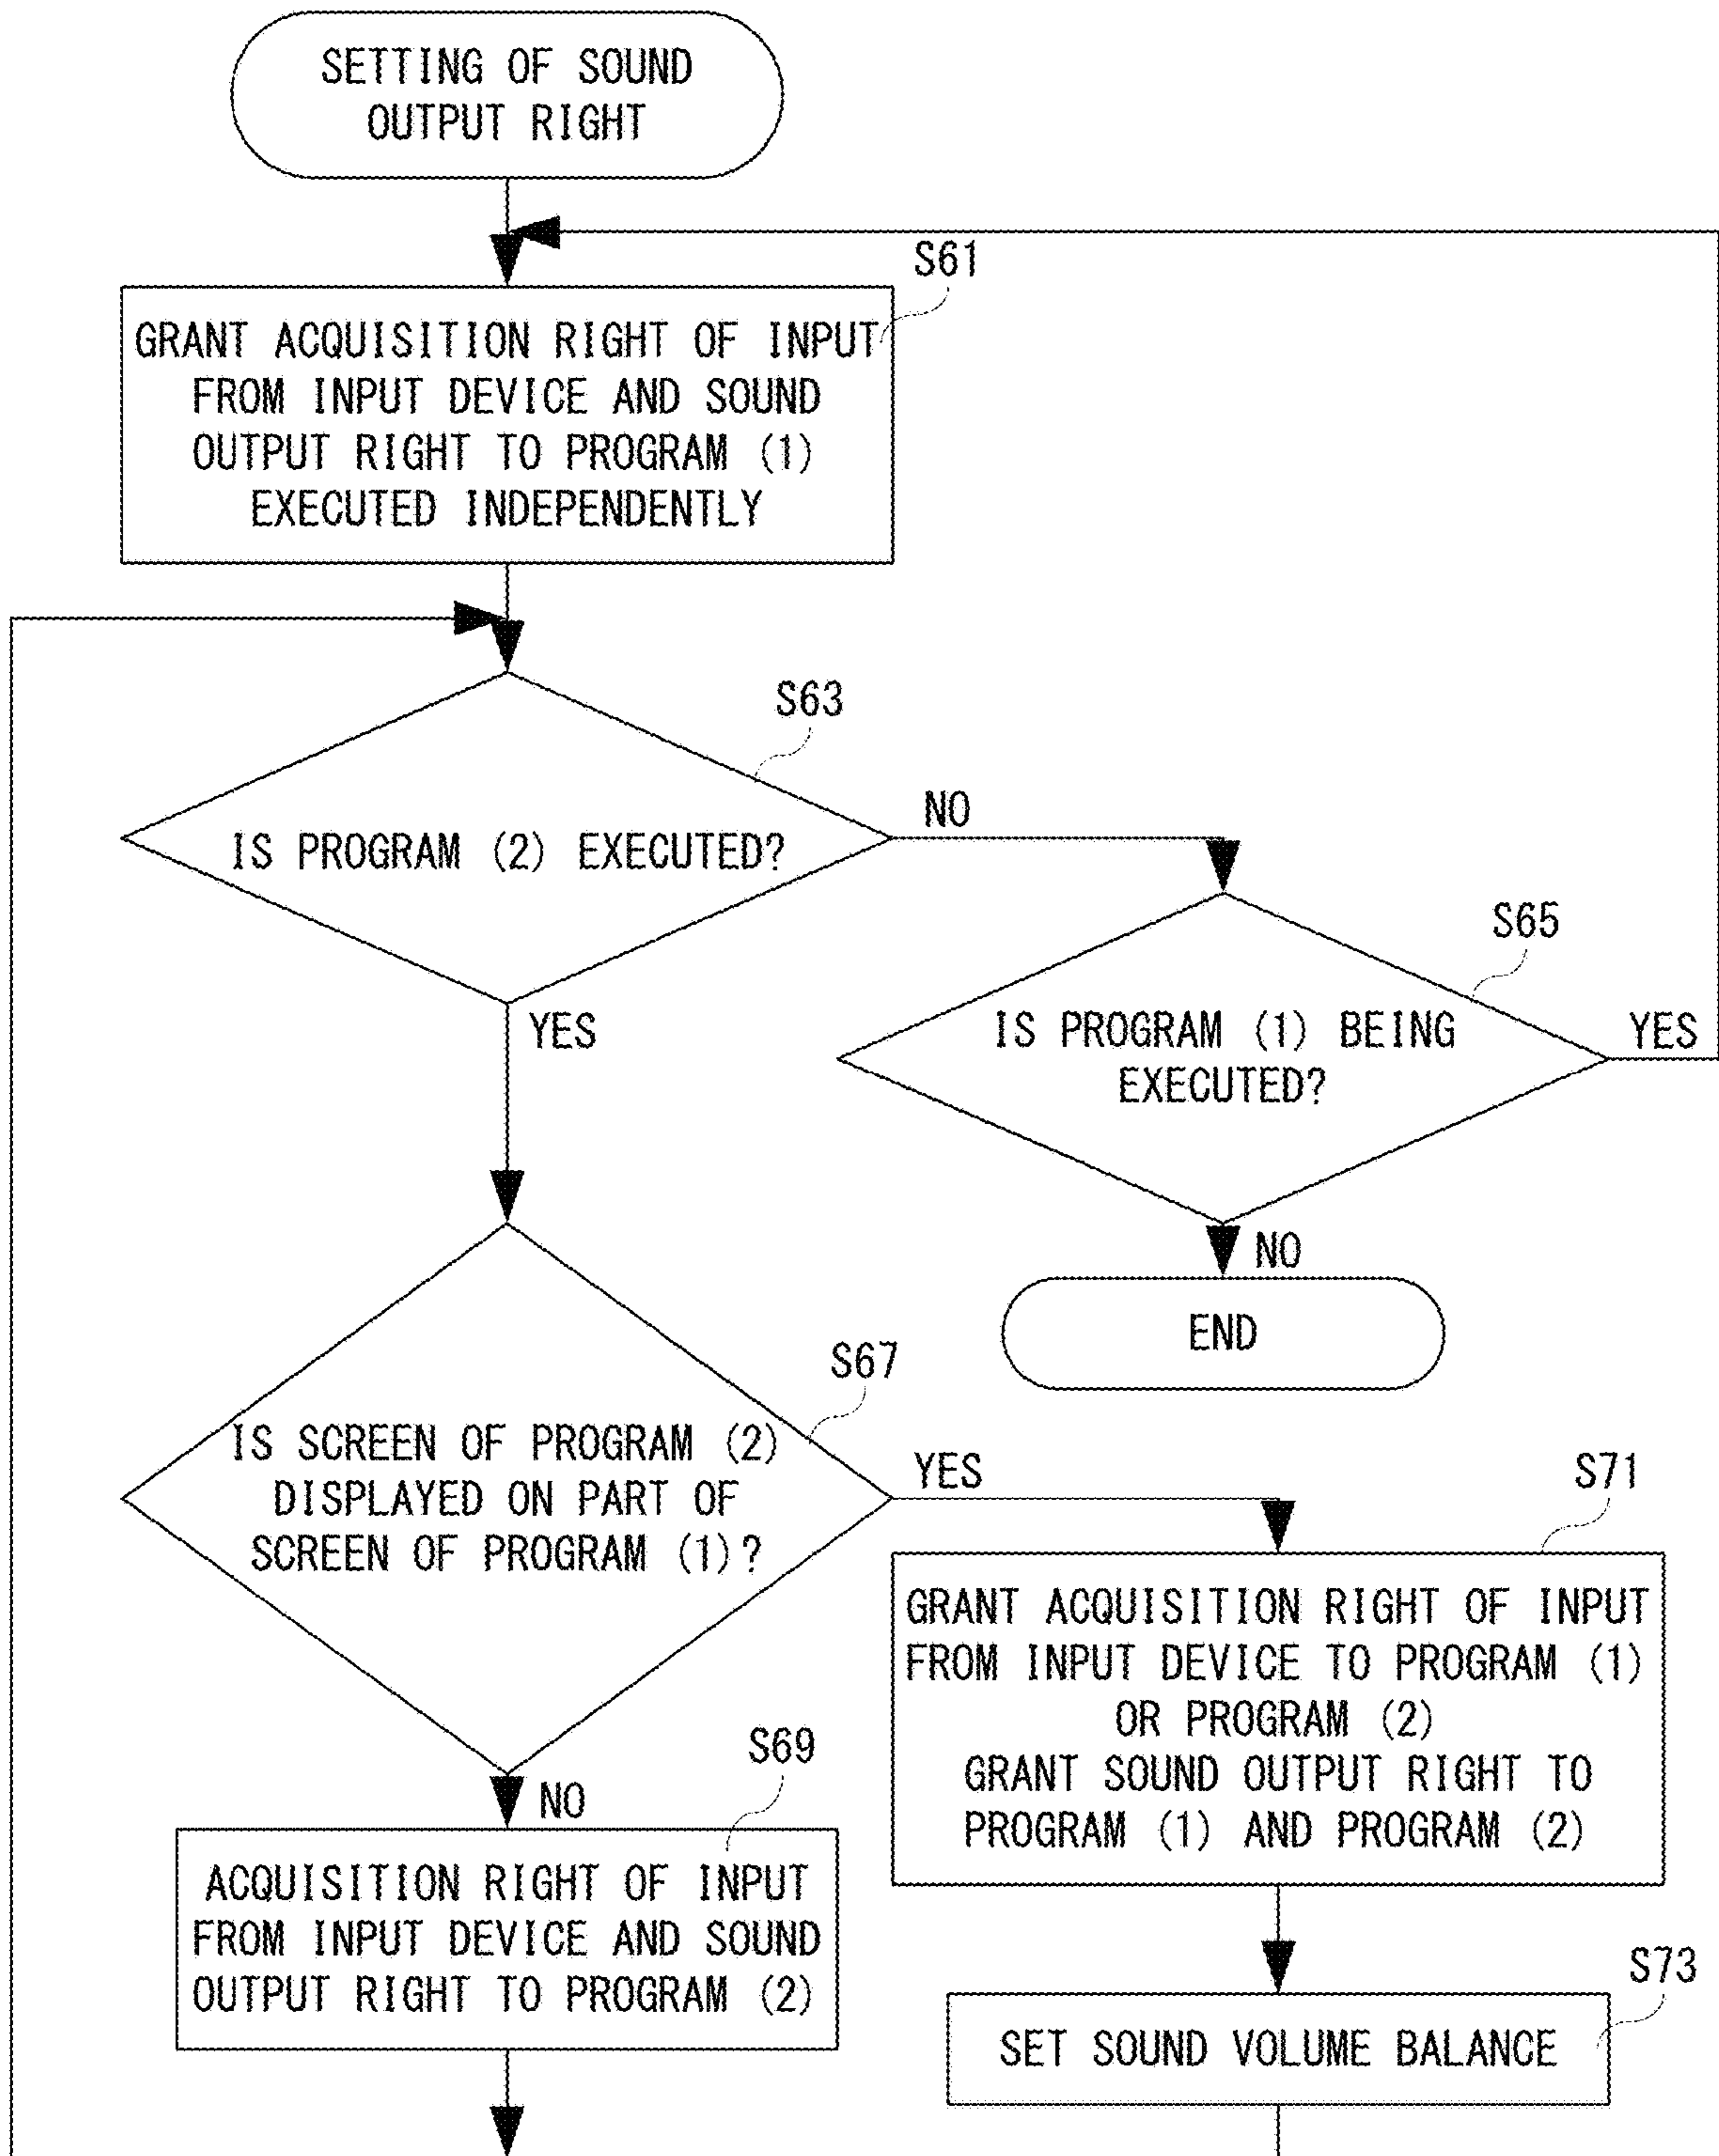 SETTING OF SOUND
OUTPUT RIGHT
S61
GRANT ACQUISITION RIGHT OF INPUT
FROM INPUT DEVICE AND SOUND
OUTPUT RIGHT TO PROGRAM (1)
EXECUTED INDEPENDENTLY
S63
IS PROGRAM (2) EXECUTED?
NO
YES
S65
IS PROGRAM (1) BEING
EXECUTED?
YES
NO
END
S67
IS SCREEN OF PROGRAM (2)
DISPLAYED ON PART OF
SCREEN OF PROGRAM (1)?
YES
NO
S71
GRANT ACQUISITION RIGHT OF INPUT
FROM INPUT DEVICE TO PROGRAM (1)
OR PROGRAM (2)
GRANT SOUND OUTPUT RIGHT TO
PROGRAM (1) AND PROGRAM (2)
S69
ACQUISITION RIGHT OF INPUT
FROM INPUT DEVICE AND SOUND
OUTPUT RIGHT TO PROGRAM (2)
S73
SET SOUND VOLUME BALANCE